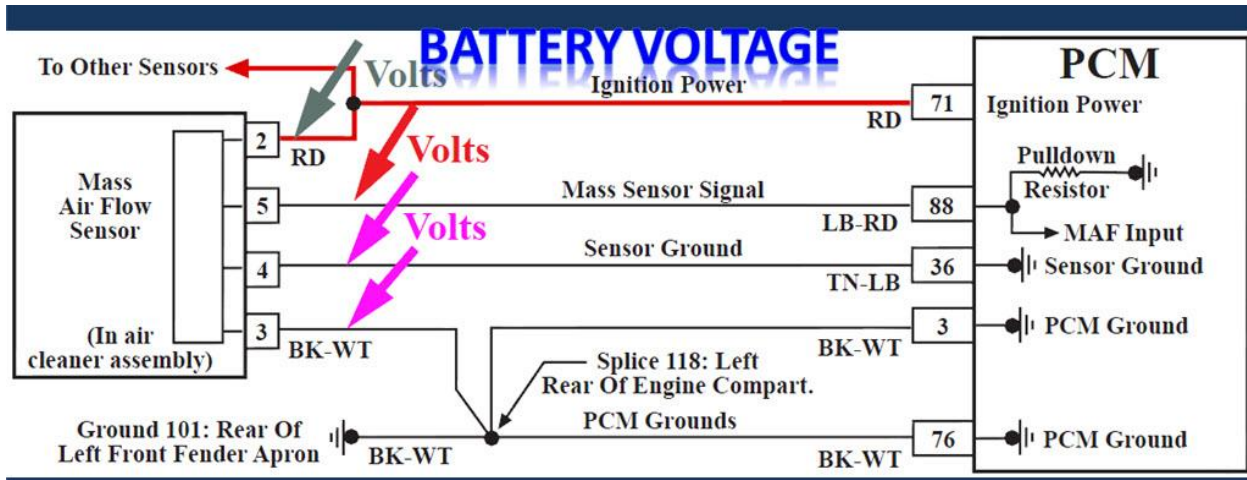 BATTERY VOLTAGE
To Other Sensors
Volts
Ignition Power
PCM
2
RD
RD
71
Ignition Power
Mass
Air Flow
Sensor
Volts
5
Mass Sensor Signal
LB-RD
88
Pulldown
Resistor
MAF Input
Volts
4
Sensor Ground
TN-LB
36
Sensor Ground
(In air
cleaner assembly)
3
BK-WT
3
BK-WT
PCM Ground
Splice 118: Left
Rear Of Engine Compart.
Ground 101: Rear Of
Left Front Fender Apron
BK-WT
PCM Grounds
76
BK-WT
PCM Ground